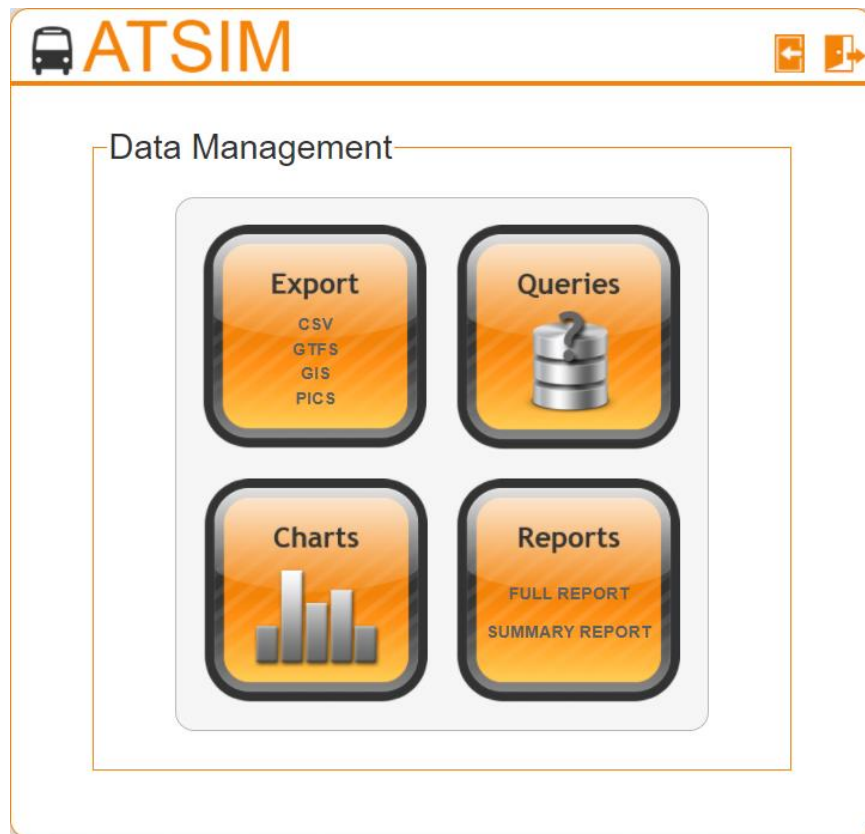 ATSIM
Data Management
Export
CSV
GTFS
GIS
PICS
Queries
?
Charts
Reports
FULL REPORT
SUMMARY REPORT